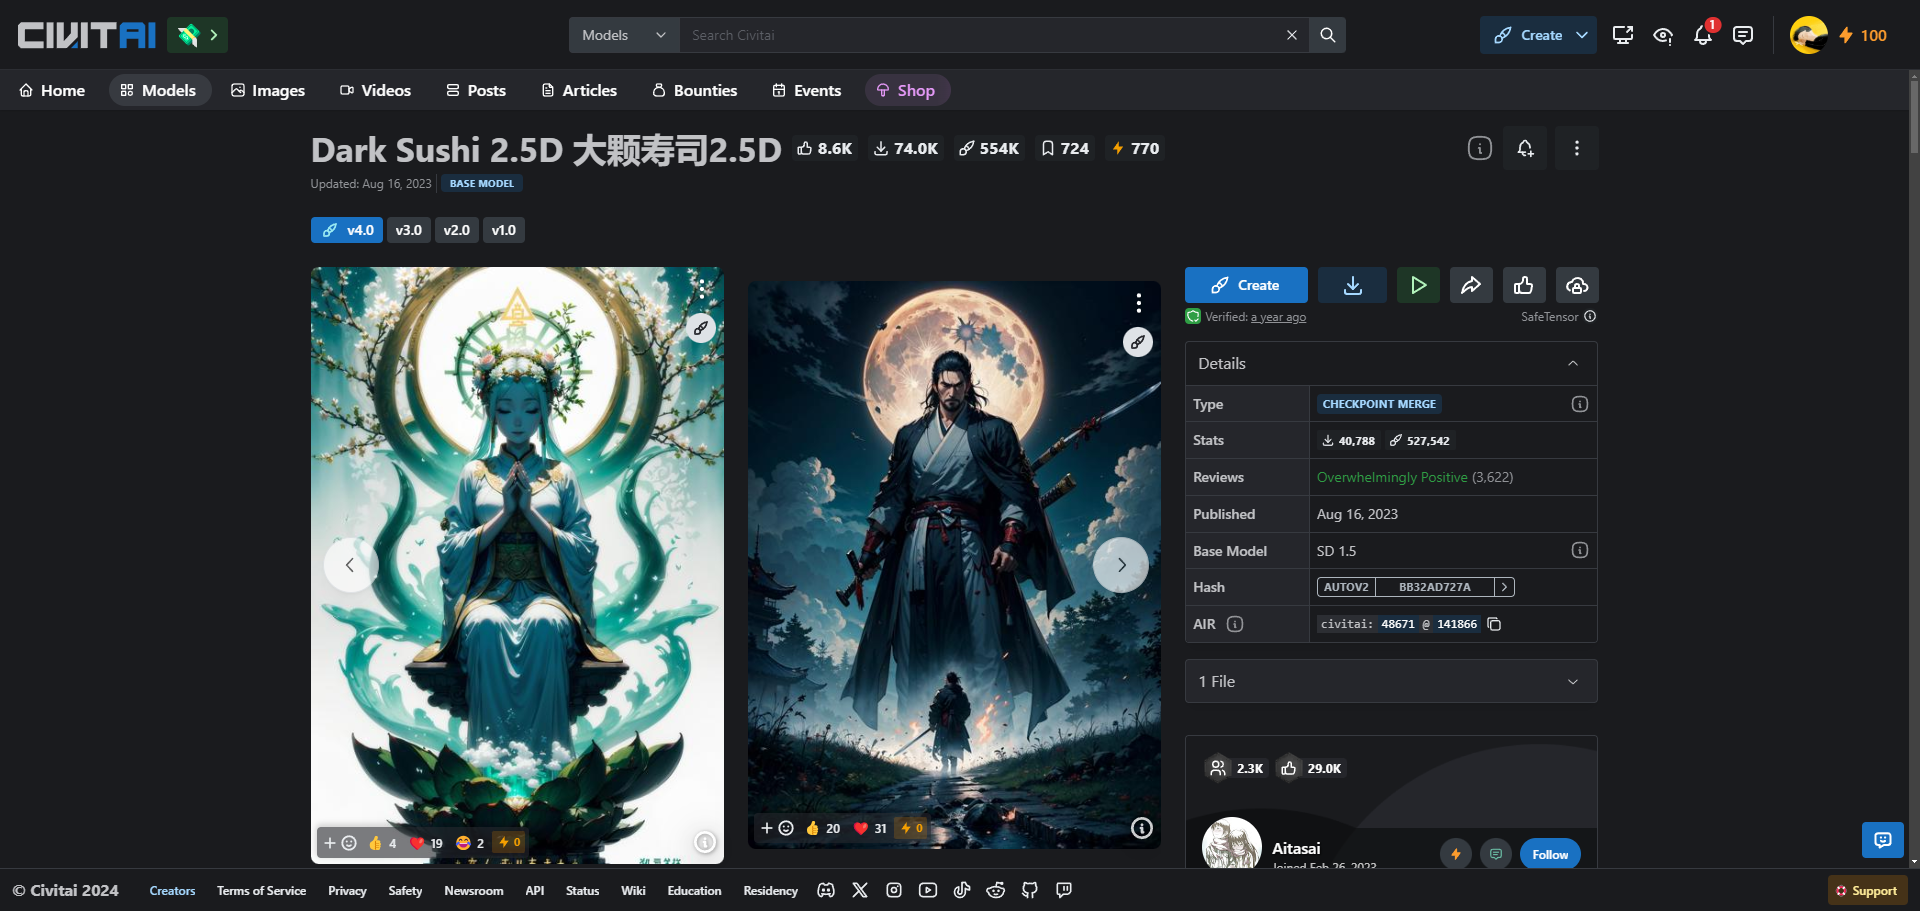 CIVITAI
Models
Search Civitai
Create
1
100
Home
Models
Images
Videos
Posts
Articles
Bounties
Events
Shop
Dark Sushi 2.5D 大颗寿司2.5D
8.6K
74.0K
554K
724
770
Updated: Aug 16, 2023
BASE MODEL
v4.0
v3.0
v2.0
v1.0
Create
Verified: a year ago
SafeTensor
Details
Type
CHECKPOINT MERGE
Stats
40,788
527,542
Reviews
Overwhelmingly Positive (3,622)
Published
Aug 16, 2023
Base Model
SD 1.5
Hash
AUTOV2
BB32AD727A
AIR
civitai: 48671 @ 141866
1 File
2.3K
29.0K
Aitasai
Joined Feb 26, 2023
Follow
4
19
2
0
20
31
0
© Civitai 2024
Creators
Terms of Service
Privacy
Safety
Newsroom
API
Status
Wiki
Education
Residency
Support